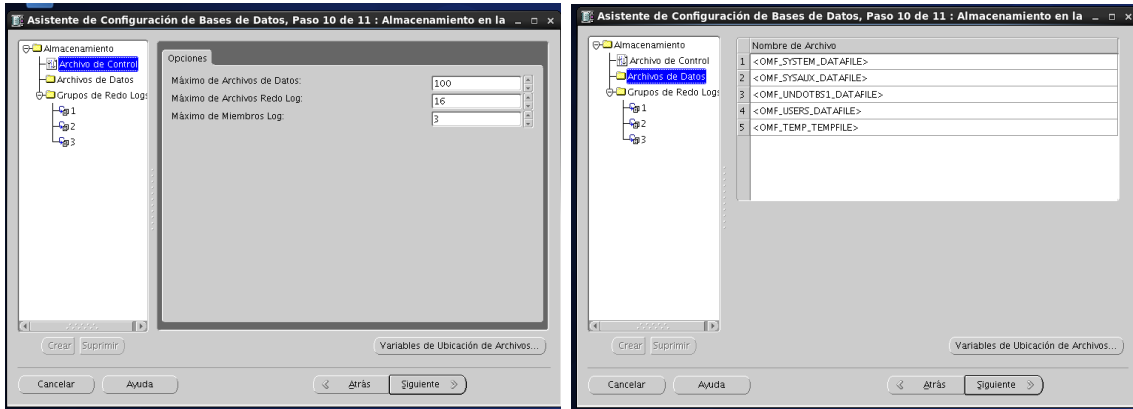 Asistente de Configuración de Bases de Datos, Paso 10 de 11 : Almacenamiento en la
Almacenamiento
Archivo de Control
Archivos de Datos
Grupos de Redo Logs
1
2
3
Opciones
Máximo de Archivos de Datos: 100
Máximo de Archivos Redo Log: 16
Máximo de Miembros Log: 3
Crear Suprimir Variables de Ubicación de Archivos...
Cancelar Ayuda Atrás Siguiente
Asistente de Configuración de Bases de Datos, Paso 10 de 11 : Almacenamiento en la
Almacenamiento
Archivo de Control
Archivos de Datos
Grupos de Redo Logs
1
2
3
Nombre de Archivo
1 <OMF_SYSTEM_DATAFILE>
2 <OMF_SYSAUX_DATAFILE>
3 <OMF_UNDOTBS1_DATAFILE>
4 <OMF_USERS_DATAFILE>
5 <OMF_TEMP_TEMPFILE>
Crear Suprimir Variables de Ubicación de Archivos...
Cancelar Ayuda Atrás Siguiente